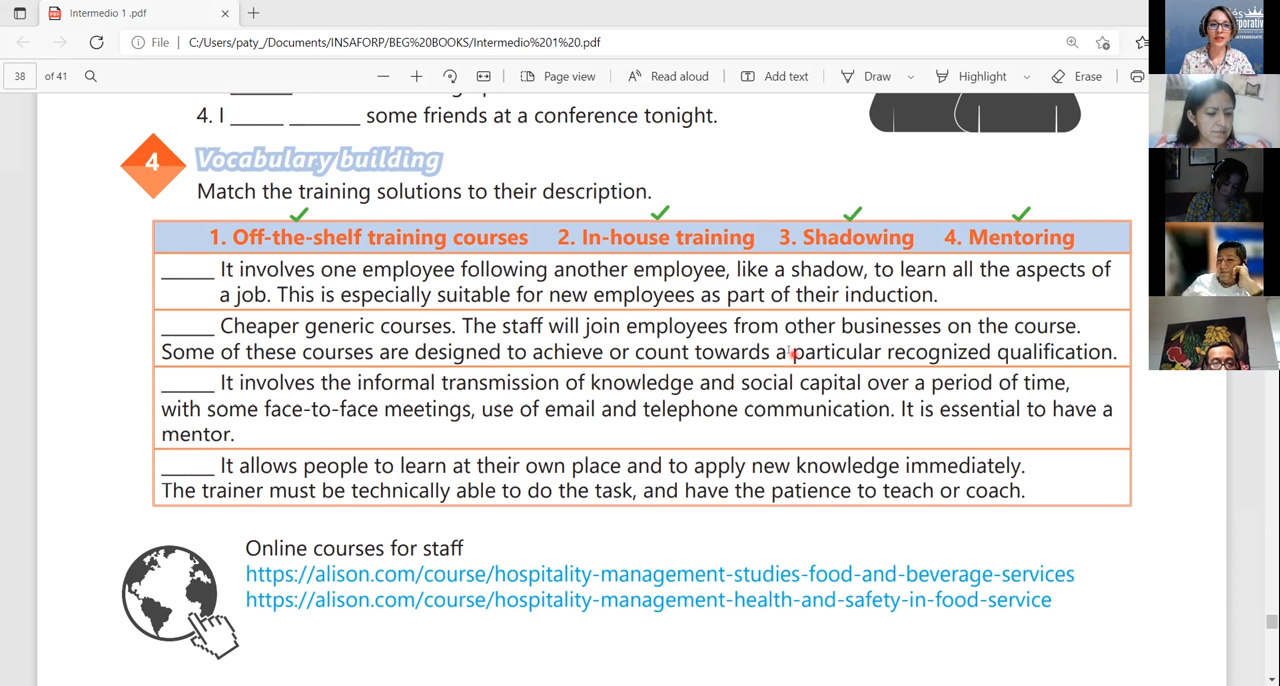 Intermedio 1 .pdf
File C:/Users/paty_/Documents/INSAFORP/BEG%20BOOKS/Intermedio%201%20.pdf
38 of 41 Page view Read aloud Add text Draw Highlight Erase
4. I _____ _______ some friends at a conference tonight.
4 Vocabulary building
Match the training solutions to their description.
1. Off-the-shelf training courses 2. In-house training 3. Shadowing 4. Mentoring
_____ It involves one employee following another employee, like a shadow, to learn all the aspects of
a job. This is especially suitable for new employees as part of their induction.
_____ Cheaper generic courses. The staff will join employees from other businesses on the course.
Some of these courses are designed to achieve or count towards a particular recognized qualification.
_____ It involves the informal transmission of knowledge and social capital over a period of time,
with some face-to-face meetings, use of email and telephone communication. It is essential to have a
mentor.
_____ It allows people to learn at their own place and to apply new knowledge immediately.
The trainer must be technically able to do the task, and have the patience to teach or coach.
Online courses for staff
https://alison.com/course/hospitality-management-studies-food-and-beverage-services
https://alison.com/course/hospitality-management-health-and-safety-in-food-service